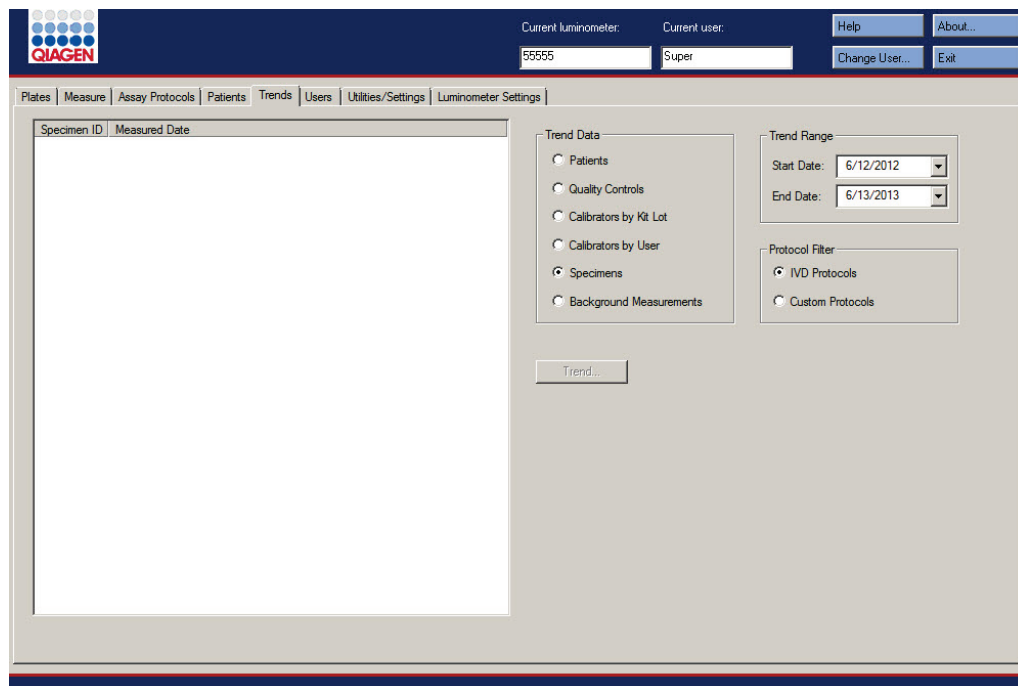 QIAGEN
Current luminometer: Current user:
55555 Super
Help About...
Change User... Exit
Plates Measure Assay Protocols Patients Trends Users Utilities/Settings Luminometer Settings
Specimen ID Measured Date
Trend Data
Patients
Quality Controls
Calibrators by Kit Lot
Calibrators by User
Specimens
Background Measurements
Trend Range
Start Date: 6/12/2012
End Date: 6/13/2013
Protocol Filter
IVD Protocols
Custom Protocols
Trend...